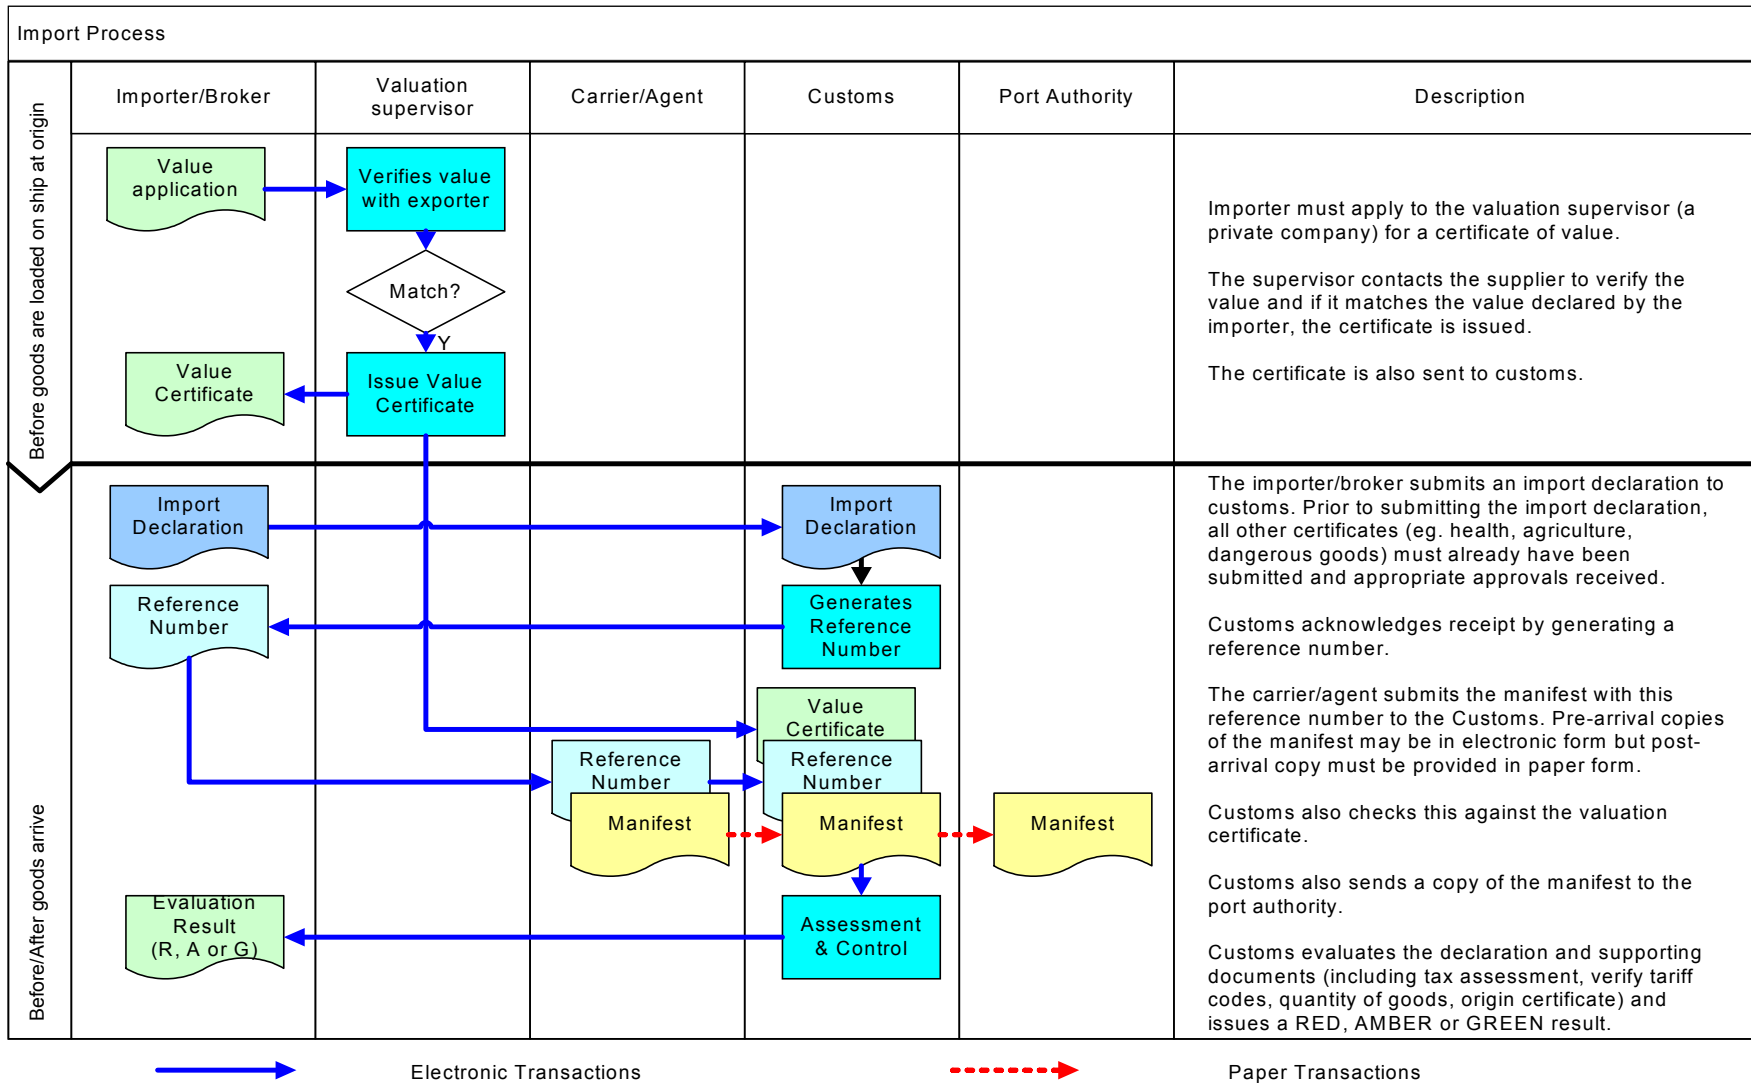 Import Process
Importer/Broker
Valuation
supervisor
Carrier/Agent
Customs
Port Authority
Description
Before goods are loaded on ship at origin
Value
application
Verifies value
with exporter
Match?
Y
Value
Certificate
Issue Value
Certificate
Importer must apply to the valuation supervisor (a
private company) for a certificate of value.
The supervisor contacts the supplier to verify the
value and if it matches the value declared by the
importer, the certificate is issued.
The certificate is also sent to customs.
Before/After goods arrive
Import
Declaration
Import
Declaration
Reference
Number
Generates
Reference
Number
Value
Certificate
Reference
Number
Reference
Number
Manifest
Manifest
Manifest
Evaluation
Result
(R, A or G)
Assessment
& Control
The importer/broker submits an import declaration to
customs. Prior to submitting the import declaration,
all other certificates (eg. health, agriculture,
dangerous goods) must already have been
submitted and appropriate approvals received.
Customs acknowledges receipt by generating a
reference number.
The carrier/agent submits the manifest with this
reference number to the Customs. Pre-arrival copies
of the manifest may be in electronic form but post-
arrival copy must be provided in paper form.
Customs also checks this against the valuation
certificate.
Customs also sends a copy of the manifest to the
port authority.
Customs evaluates the declaration and supporting
documents (including tax assessment, verify tariff
codes, quantity of goods, origin certificate) and
issues a RED, AMBER or GREEN result.
Electronic Transactions
Paper Transactions